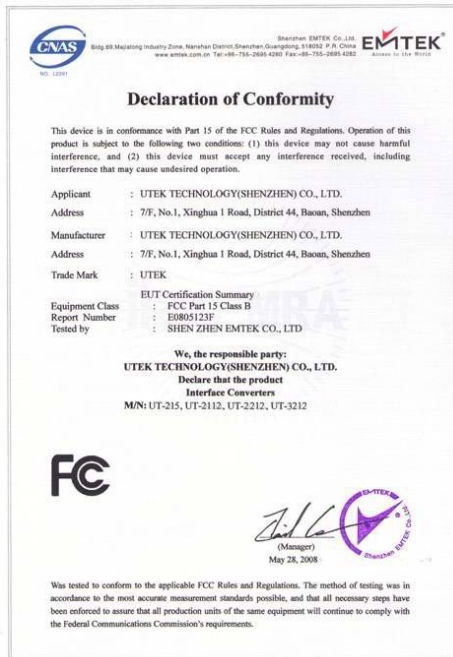 CNAS
NO. L2291
Shenzhen EMTEK Co.,Ltd.
Bldg.69,Majialong Industry Zone, Nanshan District,Shenzhen,Guangdong, 518052 P.R. China
www.emtek.com.cn Tel:+86-755-2695 4280 Fax:+86-755-2695 4282
EMTEK
Access to the World
Declaration of Conformity
This device is in conformance with Part 15 of the FCC Rules and Regulations. Operation of this
product is subject to the following two conditions: (1) this device may not cause harmful
interference, and (2) this device must accept any interference received, including
interference that may cause undesired operation.
Applicant : UTEK TECHNOLOGY(SHENZHEN) CO., LTD.
Address : 7/F, No.1, Xinghua 1 Road, District 44, Baoan, Shenzhen
Manufacturer : UTEK TECHNOLOGY(SHENZHEN) CO., LTD.
Address : 7/F, No.1, Xinghua 1 Road, District 44, Baoan, Shenzhen
Trade Mark : UTEK
EUT Certification Summary
Equipment Class : FCC Part 15 Class B
Report Number : E0805123F
Tested by : SHEN ZHEN EMTEK CO., LTD
We, the responsible party:
UTEK TECHNOLOGY(SHENZHEN) CO., LTD.
Declare that the product
Interface Converters
M/N: UT-215, UT-2112, UT-2212, UT-3212
FC
EMTEK
Shenzhen EMTEK Co., Ltd.
(Manager)
May 28, 2008
Was tested to conform to the applicable FCC Rules and Regulations. The method of testing was in
accordance to the most accurate measurement standards possible, and that all necessary steps have
been enforced to assure that all production units of the same equipment will continue to comply with
the Federal Communications Commission's requirements.